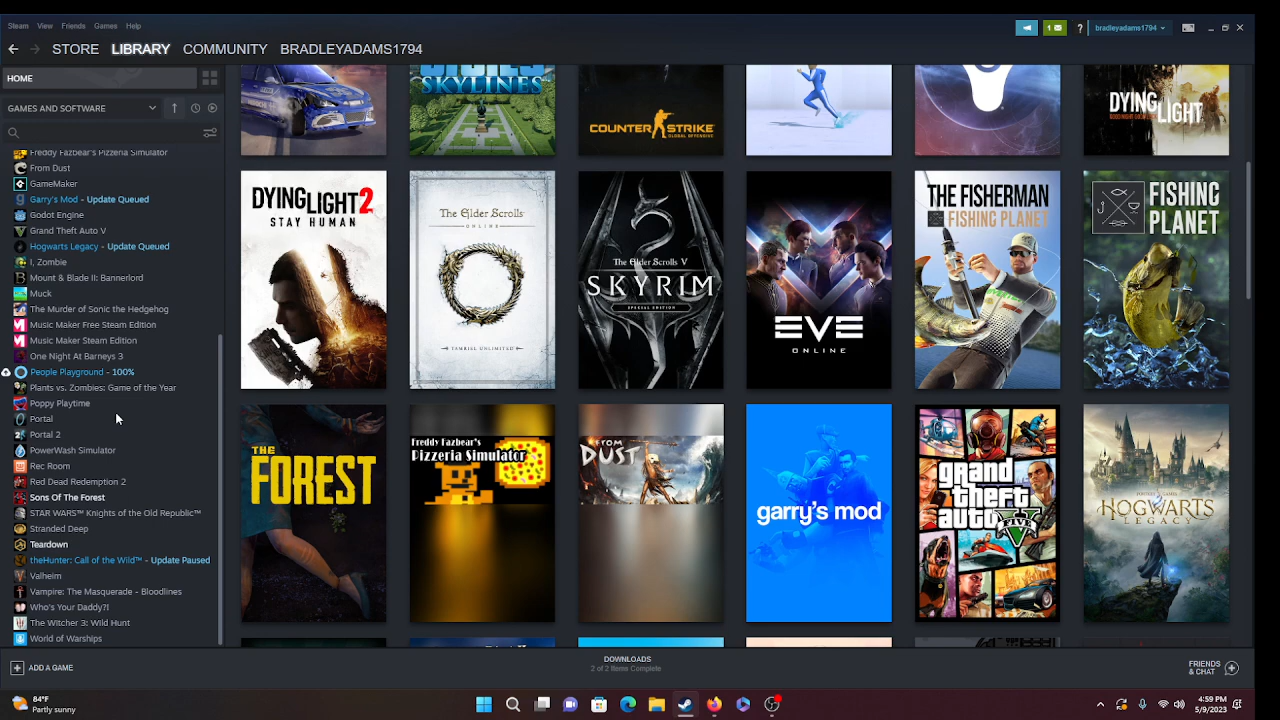 Steam View Friends Games Help
1 ? bradleyadams1794
STORE LIBRARY COMMUNITY BRADLEYADAMS1794
HOME
GAMES AND SOFTWARE
Freddy Fazbear's Pizzeria Simulator
From Dust
GameMaker
Garry's Mod - Update Queued
Godot Engine
Grand Theft Auto V
Hogwarts Legacy - Update Queued
I, Zombie
Mount & Blade II: Bannerlord
Muck
The Murder of Sonic the Hedgehog
Music Maker Free Steam Edition
Music Maker Steam Edition
One Night At Barneys 3
People Playground - 100%
Plants vs. Zombies: Game of the Year
Poppy Playtime
Portal
Portal 2
PowerWash Simulator
Rec Room
Red Dead Redemption 2
Sons Of The Forest
STAR WARS™ Knights of the Old Republic™
Stranded Deep
Teardown
theHunter: Call of the Wild™ - Update Paused
Valheim
Vampire: The Masquerade - Bloodlines
Who's Your Daddy?!
The Witcher 3: Wild Hunt
World of Warships
SKYLINES
COUNTER STRIKE
GLOBAL OFFENSIVE
DYING LIGHT
DYING LIGHT 2
STAY HUMAN
The Elder Scrolls
ONLINE
TAMRIEL UNLIMITED
The Elder Scrolls V
SKYRIM
SPECIAL EDITION
EVE
ONLINE
THE FISHERMAN
FISHING PLANET
FISHING
PLANET
THE
FOREST
Freddy Fazbear's
Pizzeria Simulator
FROM
DUST
garry's mod
grand
theft
auto V
FIVE
HOGWARTS
LEGACY
ADD A GAME
DOWNLOADS
2 of 2 Items Complete
FRIENDS
& CHAT
84°F
Partly sunny
4:59 PM
5/9/2023